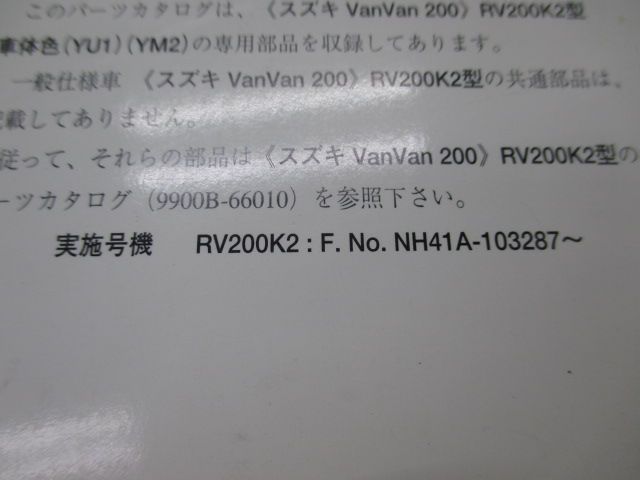 このパーツカタログは、《スズキ VanVan 200》RV200K2型
車体色(YU1)(YM2)の専用部品を収録してあります。
一般仕様車 《スズキ VanVan 200》RV200K2型の共通部品は、
記載してありません。
従って、それらの部品は《スズキ VanVan 200》RV200K2型の
ーツカタログ（9900B-66010）を参照下さい。
実施号機 RV200K2 : F. No. NH41A-103287～